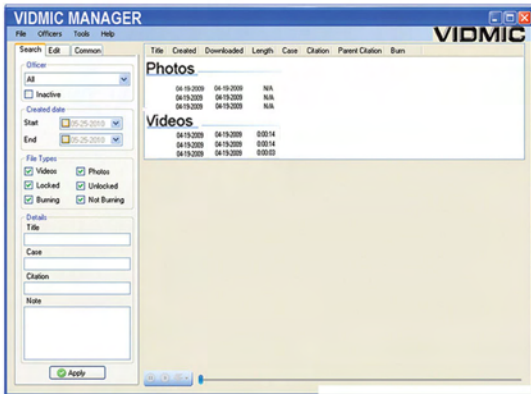 VIDMIC MANAGER
VIDMIC
File Officers Tools Help
Search Edit Common
Officer
All
Inactive
Created date
Start 05-25-2010
End 05-25-2010
File Types
Videos Photos
Locked Unlocked
Burning Not Burning
Details
Title
Case
Citation
Note
Apply
Title Created Downloaded Length Case Citation Parent Citation Burn
Photos
04-19-2009 04-19-2009 N/A
04-19-2009 04-19-2009 N/A
04-19-2009 04-19-2009 N/A
Videos
04-19-2009 04-19-2009 0:00:14
04-19-2009 04-19-2009 0:00:14
04-19-2009 04-19-2009 0:00:03